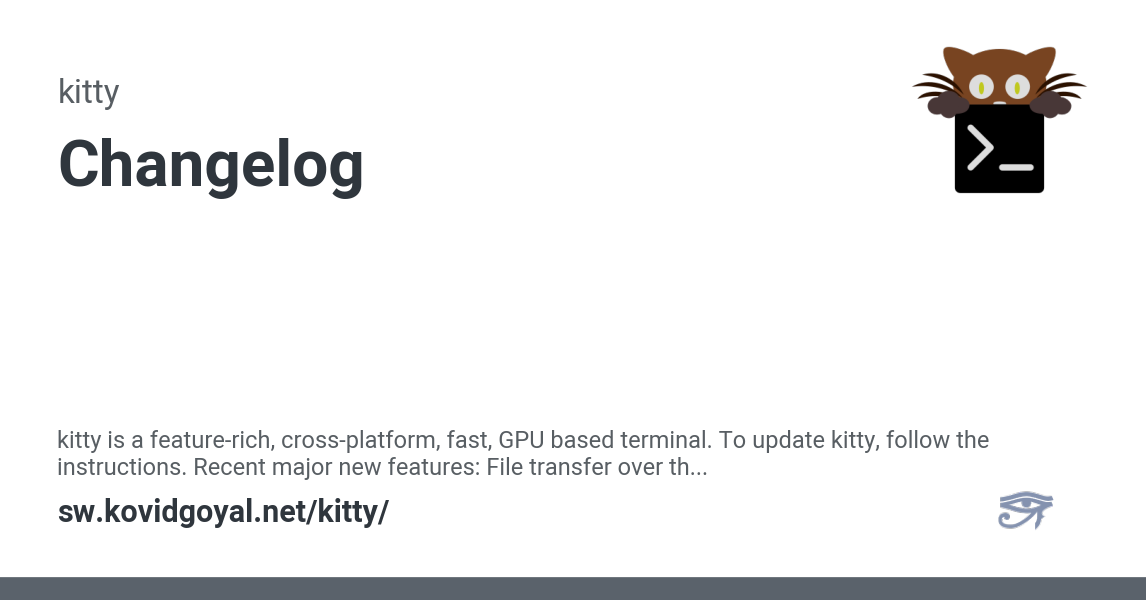 kitty
Changelog
>_
kitty is a feature-rich, cross-platform, fast, GPU based terminal. To update kitty, follow the
instructions. Recent major new features: File transfer over th...
sw.kovidgoyal.net/kitty/